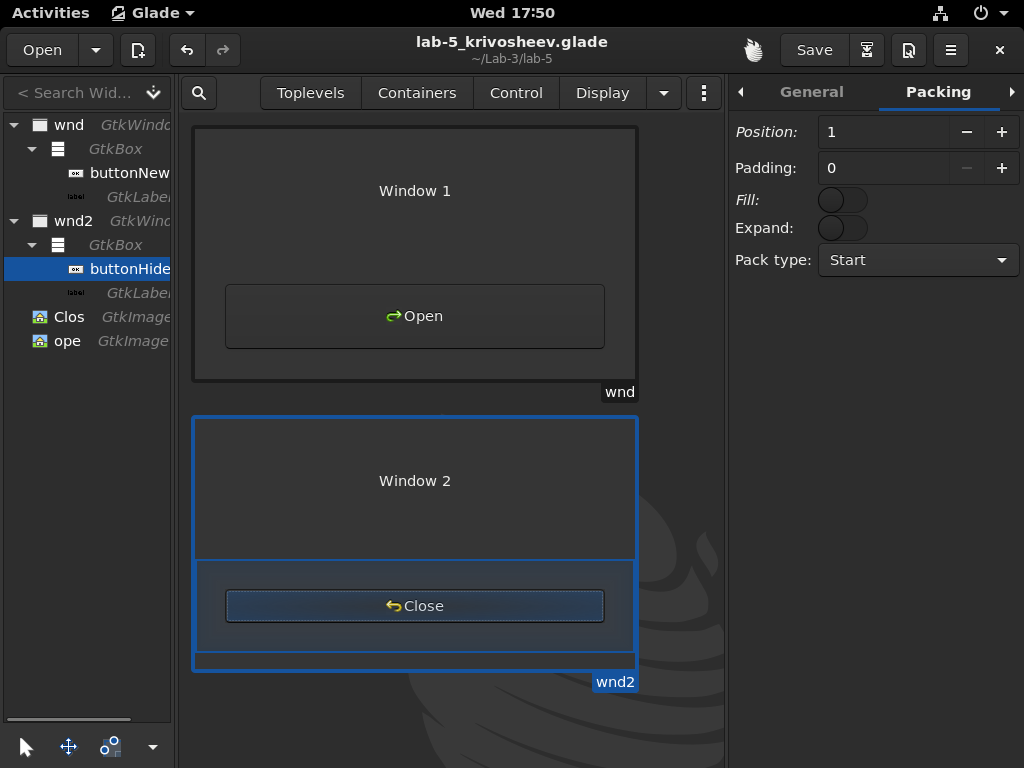 Activities Glade Wed 17:50
Open lab-5_krivosheev.glade Save
~/Lab-3/lab-5
< Search Wid... Toplevels Containers Control Display General Packing
wnd GtkWindo
GtkBox
buttonNew
label GtkLabel
wnd2 GtkWind
GtkBox
buttonHide
label GtkLabel
Clos GtkImage
ope GtkImage
Window 1
Open
wnd
Window 2
Close
wnd2
Position: 1
Padding: 0
Fill:
Expand:
Pack type: Start